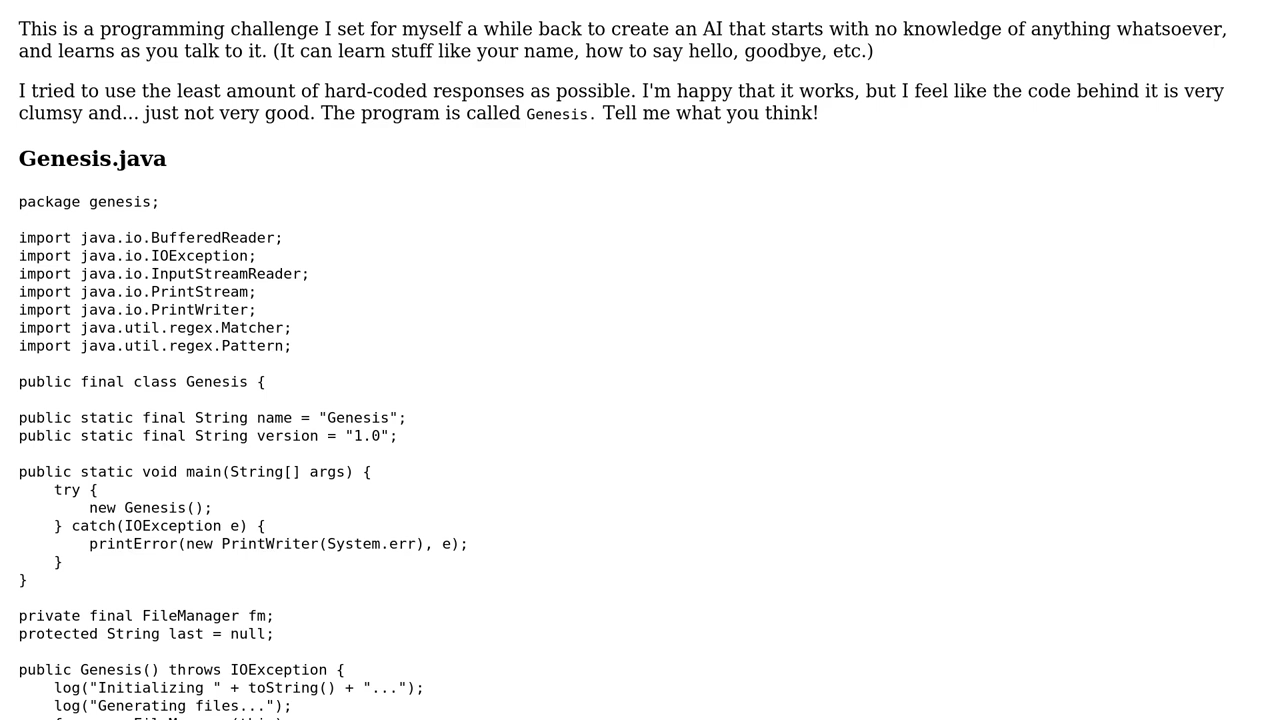 This is a programming challenge I set for myself a while back to create an AI that starts with no knowledge of anything whatsoever,
and learns as you talk to it. (It can learn stuff like your name, how to say hello, goodbye, etc.)
I tried to use the least amount of hard-coded responses as possible. I'm happy that it works, but I feel like the code behind it is very
clumsy and... just not very good. The program is called Genesis. Tell me what you think!
Genesis.java
package genesis;
import java.io.BufferedReader;
import java.io.IOException;
import java.io.InputStreamReader;
import java.io.PrintStream;
import java.io.PrintWriter;
import java.util.regex.Matcher;
import java.util.regex.Pattern;
public final class Genesis {
public static final String name = "Genesis";
public static final String version = "1.0";
public static void main(String[] args) {
    try {
        new Genesis();
    } catch(IOException e) {
        printError(new PrintWriter(System.err), e);
    }
}
private final FileManager fm;
protected String last = null;
public Genesis() throws IOException {
    log("Initializing " + toString() + "...");
    log("Generating files...");